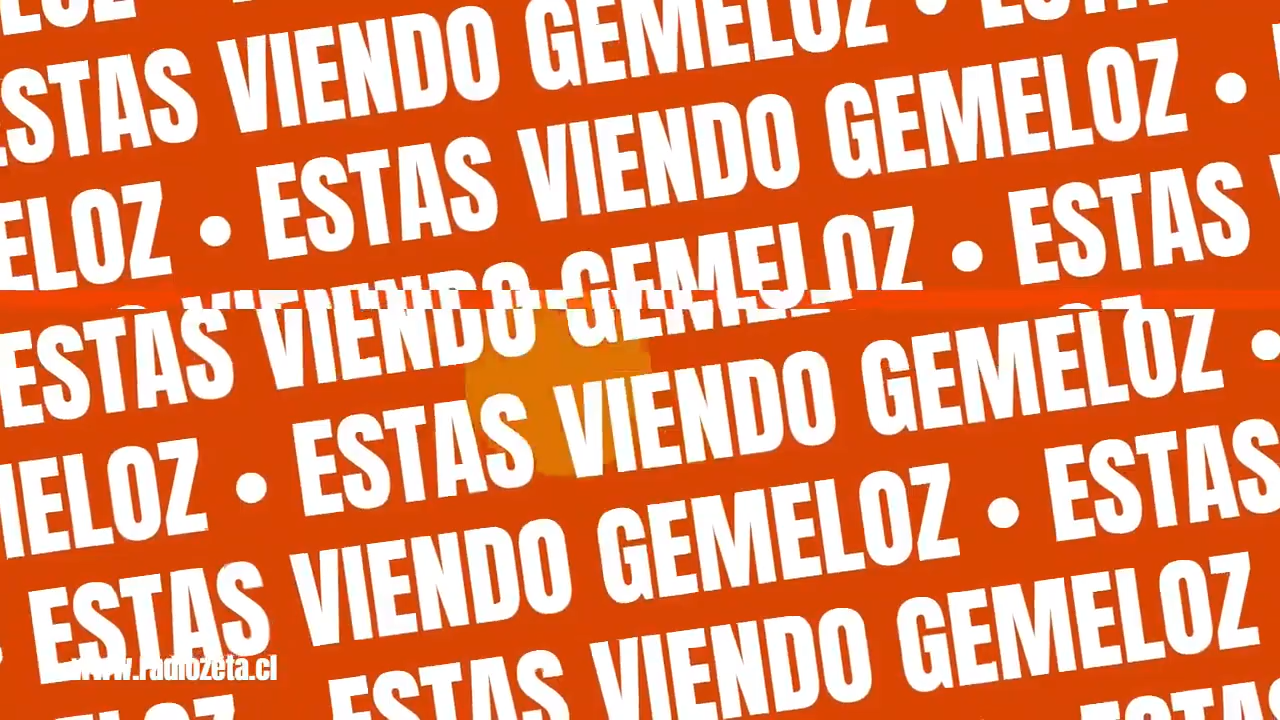 ESTAS VIENDO GEMELOZ •
ELOZ • ESTAS VIENDO GEMELOZ •
VIENDO GEMELOZ • ESTAS
ESTAS
MELOZ • ESTAS VIENDO GEMELOZ •
ESTAS VIENDO GEMELOZ • ESTAS
ESTAS VIENDO GEMELOZ
www.radiozeta.cl